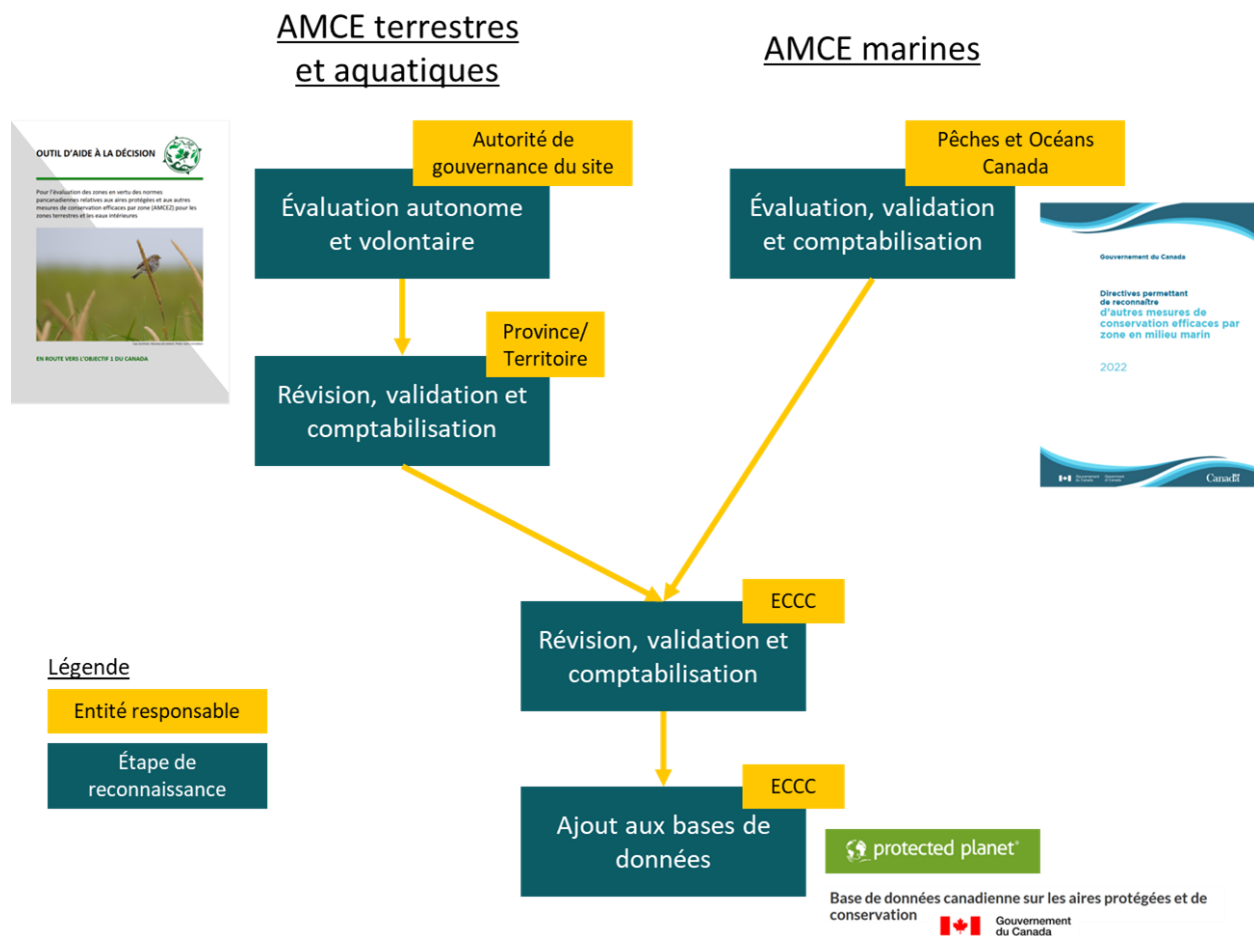 AMCE terrestres
et aquatiques
AMCE marines
OUTIL D'AIDE À LA DÉCISION
Pour l'évaluation des zones en vertu des normes
pancanadiennes relatives aux aires protégées et aux autres
mesures de conservation efficaces par zone (AMCEZ) pour les
zones terrestres et les eaux intérieures
EN ROUTE VERS L'OBJECTIF 1 DU CANADA
Autorité de
gouvernance du site
Évaluation autonome
et volontaire
Province/
Territoire
Révision, validation et
comptabilisation
Pêches et Océans
Canada
Évaluation, validation
et comptabilisation
Gouvernement du Canada
Directives permettant
de reconnaître
d'autres mesures de
conservation efficaces par
zone en milieu marin
2022
Gouvernement
du Canada
Government
of Canada
Canada
ECCC
Révision, validation et
comptabilisation
ECCC
Ajout aux bases de
données
Légende
Entité responsable
Étape de
reconnaissance
protected planet®
Base de données canadienne sur les aires protégées et de
conservation
Gouvernement
du Canada